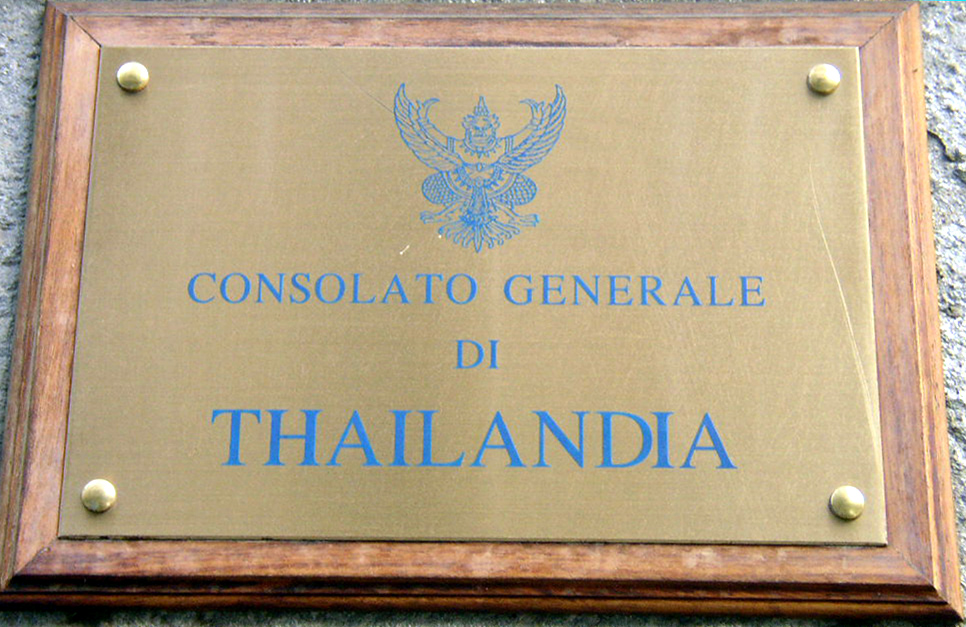 CONSOLATO GENERALE
DI
THAILANDIA